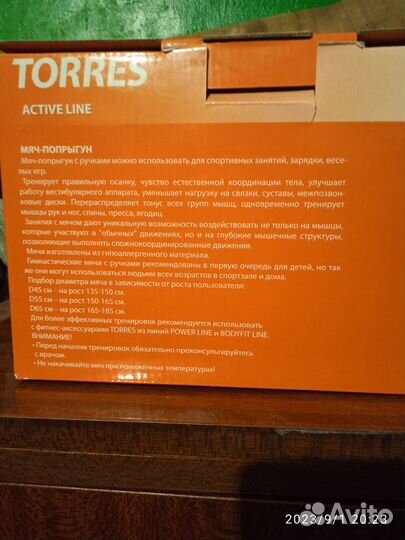 TORRES
ACTIVE LINE
МЯЧ-ПОПРЫГУН
Мяч-попрыгун с ручками можно использовать для спортивных занятий, зарядки, весе-
лых игр.
Тренирует правильную осанку, чувство естественной координации тела, улучшает
работу вестибулярного аппарата, уменьшает нагрузку на связки, суставы, межпозвон-
ковые диски. Перераспределяет тонус всех групп мышц, одновременно тренирует
мышцы рук и ног, спины, пресса, ягодиц.
Занятия с мячом дают уникальную возможность воздействовать не только на мышцы,
которые участвуют в "обычных" движениях, но и на глубокие мышечные структуры,
позволяющие выполнять сложнокоординированные движения.
Мячи изготовлены из гипоаллергенного материала.
Гимнастические мячи с ручками рекомендованы в первую очередь для детей, но так
же они могут использоваться людьми всех возрастов в спортзале и дома.
Подбор диаметра мяча в зависимости от роста пользователя:
D45 см – на рост 135-150 см.
D55 см – на рост 150-165 см.
D65 см – на рост 165-185 см.
Для более эффективных тренировок рекомендуется использовать
с фитнес-аксессуарами TORRES из линий POWER LINE и BODYFIT LINE.
ВНИМАНИЕ!
- Перед началом тренировок обязательно проконсультируйтесь
с врачом.
- Не накачивайте мяч при пониженных температурах!
2023/9/1 20:23
Avito